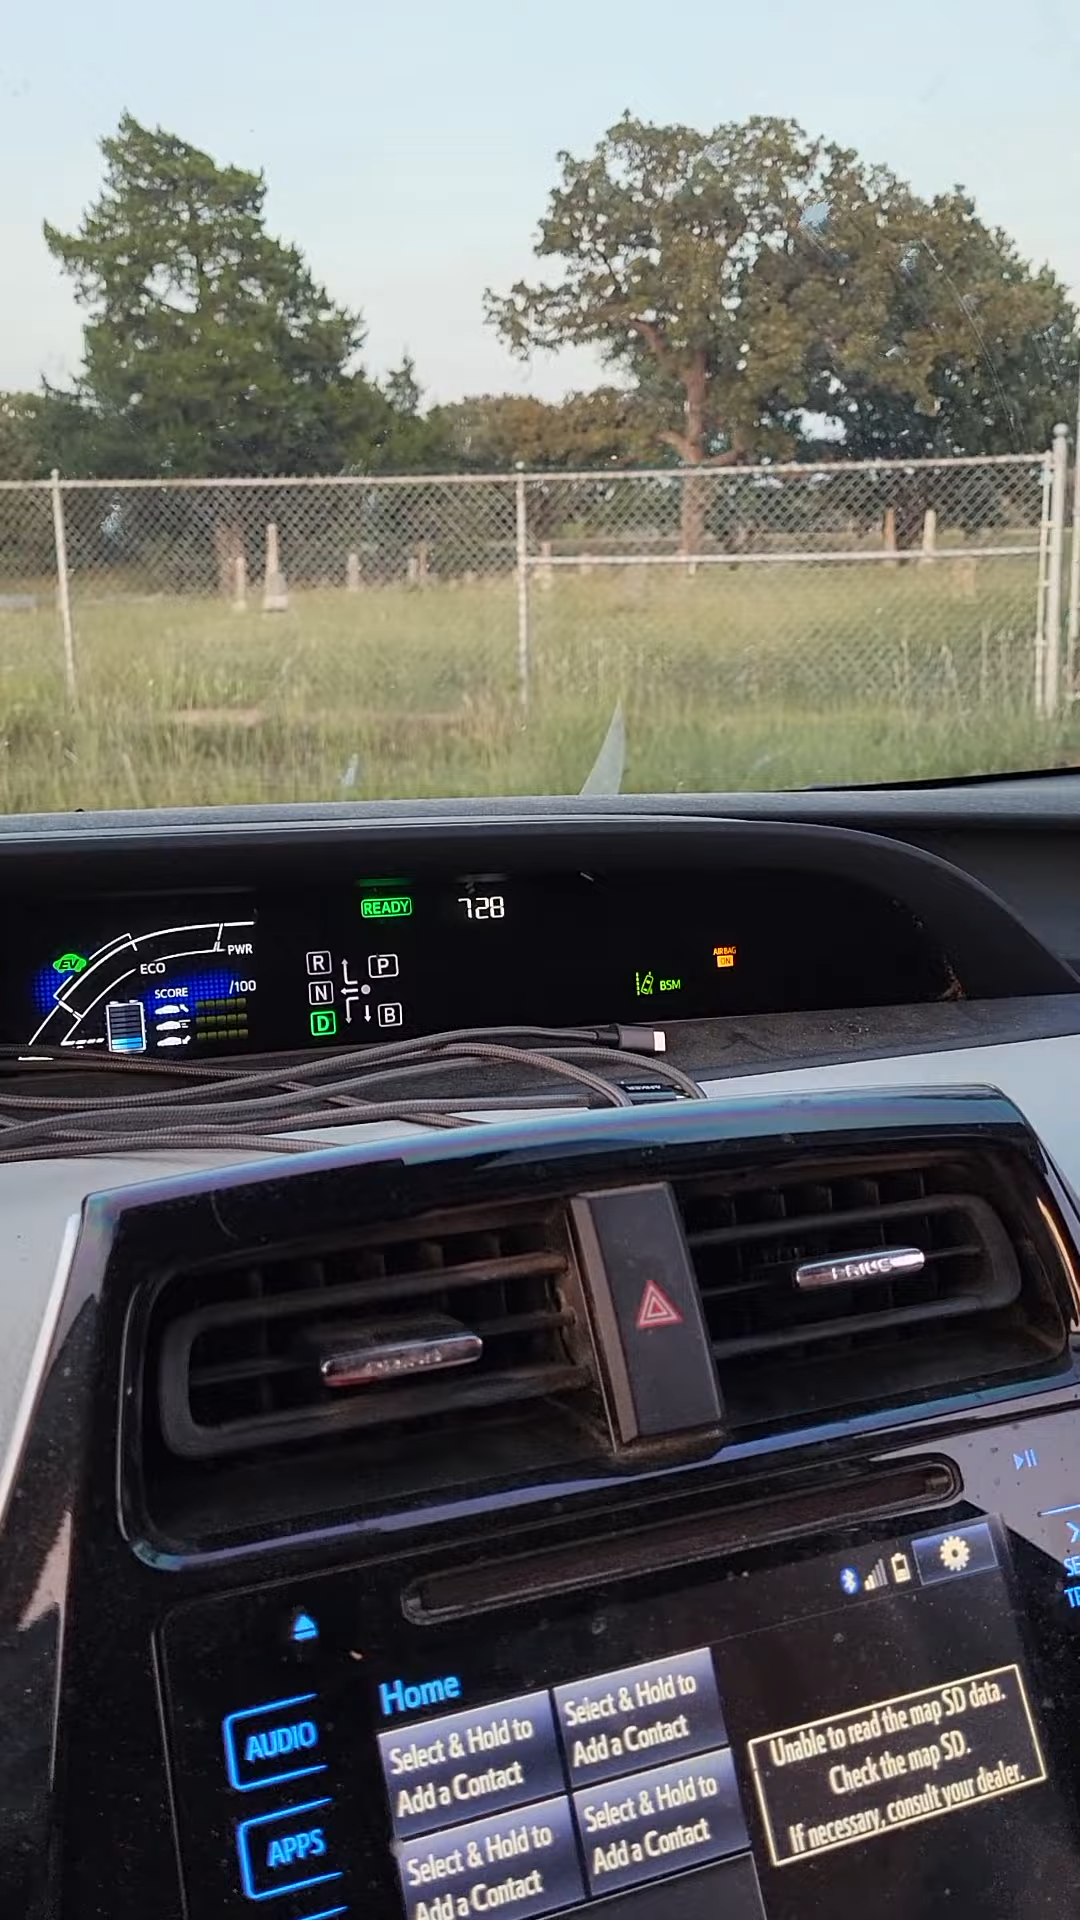 READY
728
EV
PWR
ECO
SCORE
/100
R
P
N
D
B
AIRBAG
ON
BSM
PRIUS
Home
AUDIO
APPS
Select & Hold to
Add a Contact
Select & Hold to
Add a Contact
Select & Hold to
Add a Contact
Select & Hold to
Add a Contact
Unable to read the map SD data.
Check the map SD.
If necessary, consult your dealer.